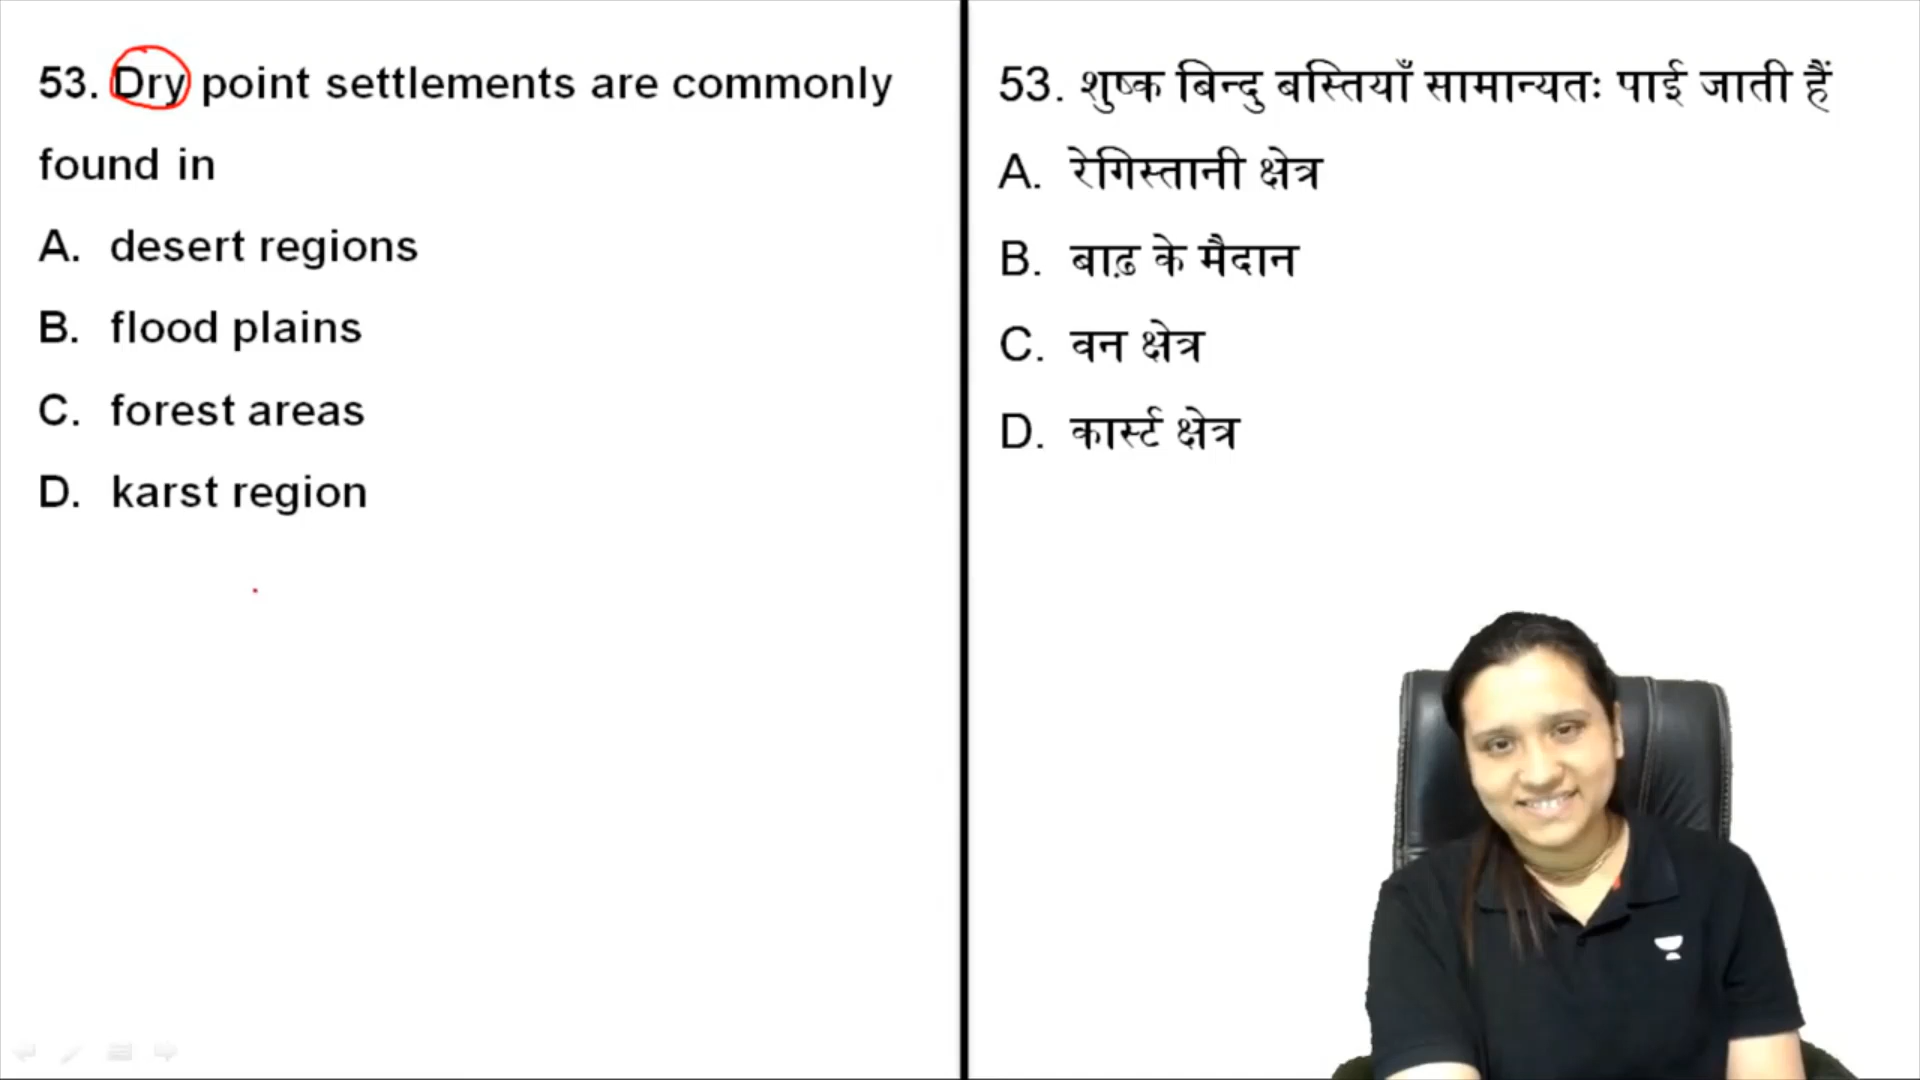 53. Dry point settlements are commonly
found in
A. desert regions
B. flood plains
C. forest areas
D. karst region
53. शुष्क बिन्दु बस्तियाँ सामान्यतः पाई जाती हैं
A. रेगिस्तानी क्षेत्र
B. बाढ़ के मैदान
C. वन क्षेत्र
D. कार्स्ट क्षेत्र